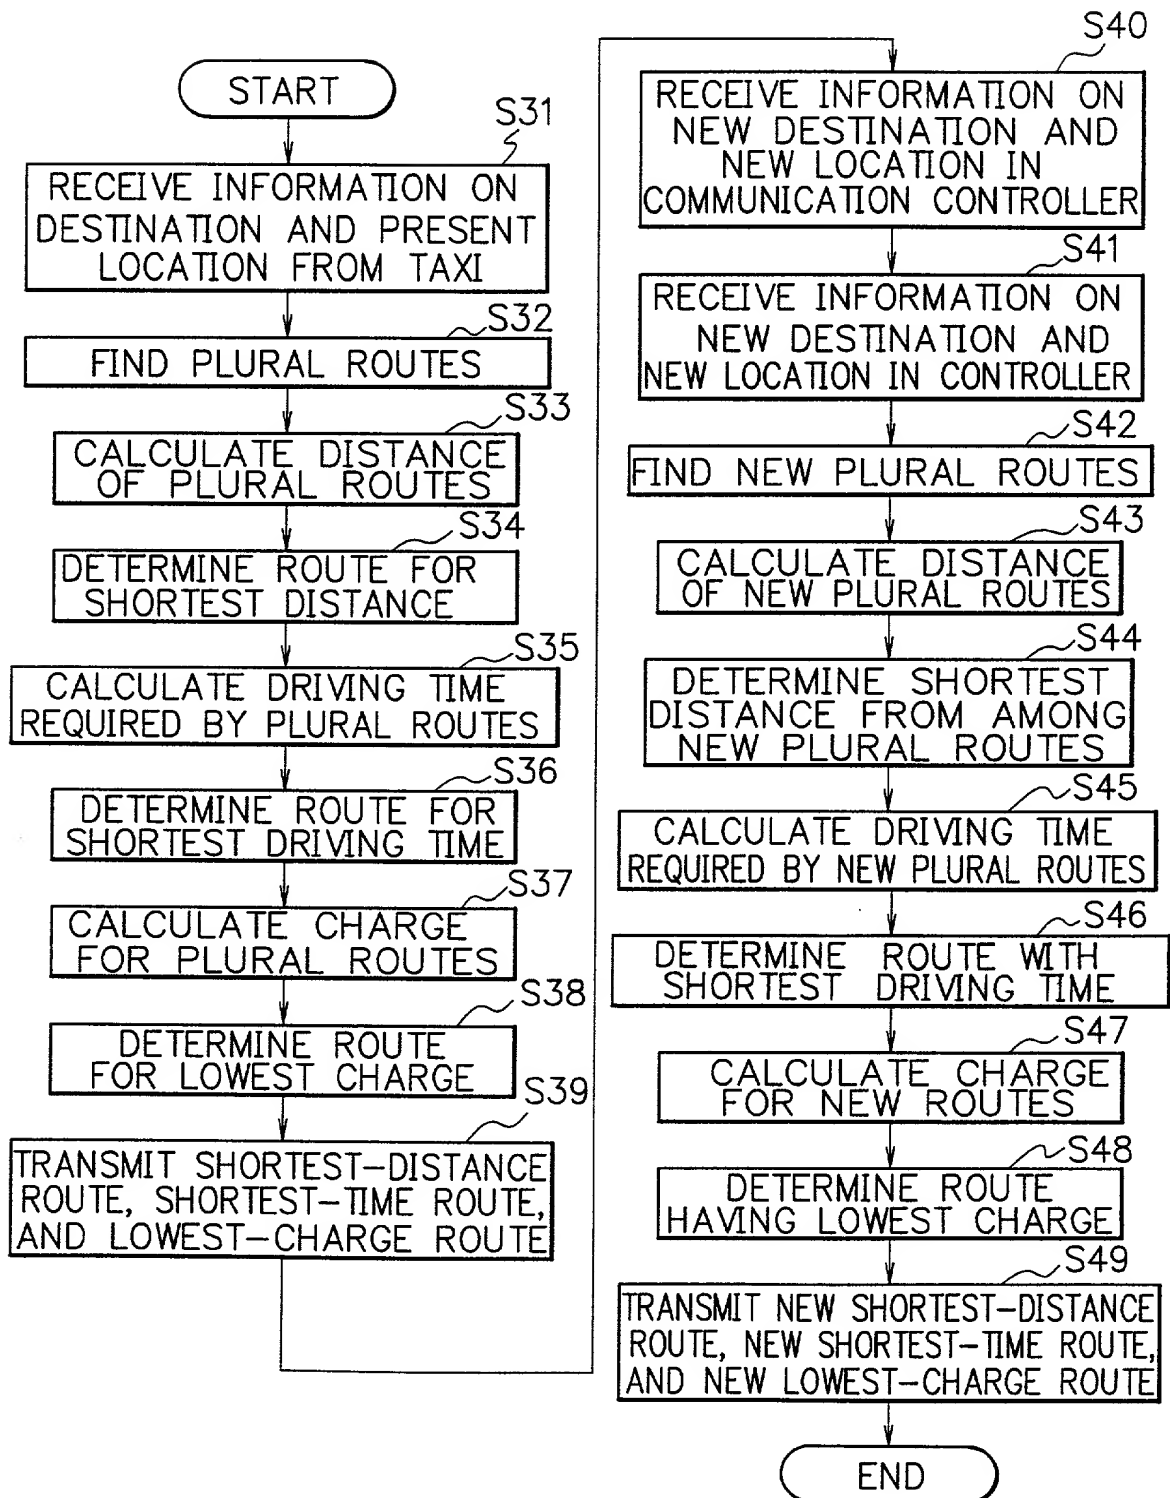 START
S31
RECEIVE INFORMATION ON
DESTINATION AND PRESENT
LOCATION FROM TAXI
S32
FIND PLURAL ROUTES
S33
CALCULATE DISTANCE
OF PLURAL ROUTES
S34
DETERMINE ROUTE FOR
SHORTEST DISTANCE
S35
CALCULATE DRIVING TIME
REQUIRED BY PLURAL ROUTES
S36
DETERMINE ROUTE FOR
SHORTEST DRIVING TIME
S37
CALCULATE CHARGE
FOR PLURAL ROUTES
S38
DETERMINE ROUTE
FOR LOWEST CHARGE
S39
TRANSMIT SHORTEST-DISTANCE
ROUTE, SHORTEST-TIME ROUTE,
AND LOWEST-CHARGE ROUTE
S40
RECEIVE INFORMATION ON
NEW DESTINATION AND
NEW LOCATION IN
COMMUNICATION CONTROLLER
S41
RECEIVE INFORMATION ON
NEW DESTINATION AND
NEW LOCATION IN CONTROLLER
S42
FIND NEW PLURAL ROUTES
S43
CALCULATE DISTANCE
OF NEW PLURAL ROUTES
S44
DETERMINE SHORTEST
DISTANCE FROM AMONG
NEW PLURAL ROUTES
S45
CALCULATE DRIVING TIME
REQUIRED BY NEW PLURAL ROUTES
S46
DETERMINE ROUTE WITH
SHORTEST DRIVING TIME
S47
CALCULATE CHARGE
FOR NEW ROUTES
S48
DETERMINE ROUTE
HAVING LOWEST CHARGE
S49
TRANSMIT NEW SHORTEST-DISTANCE
ROUTE, NEW SHORTEST-TIME ROUTE,
AND NEW LOWEST-CHARGE ROUTE
END